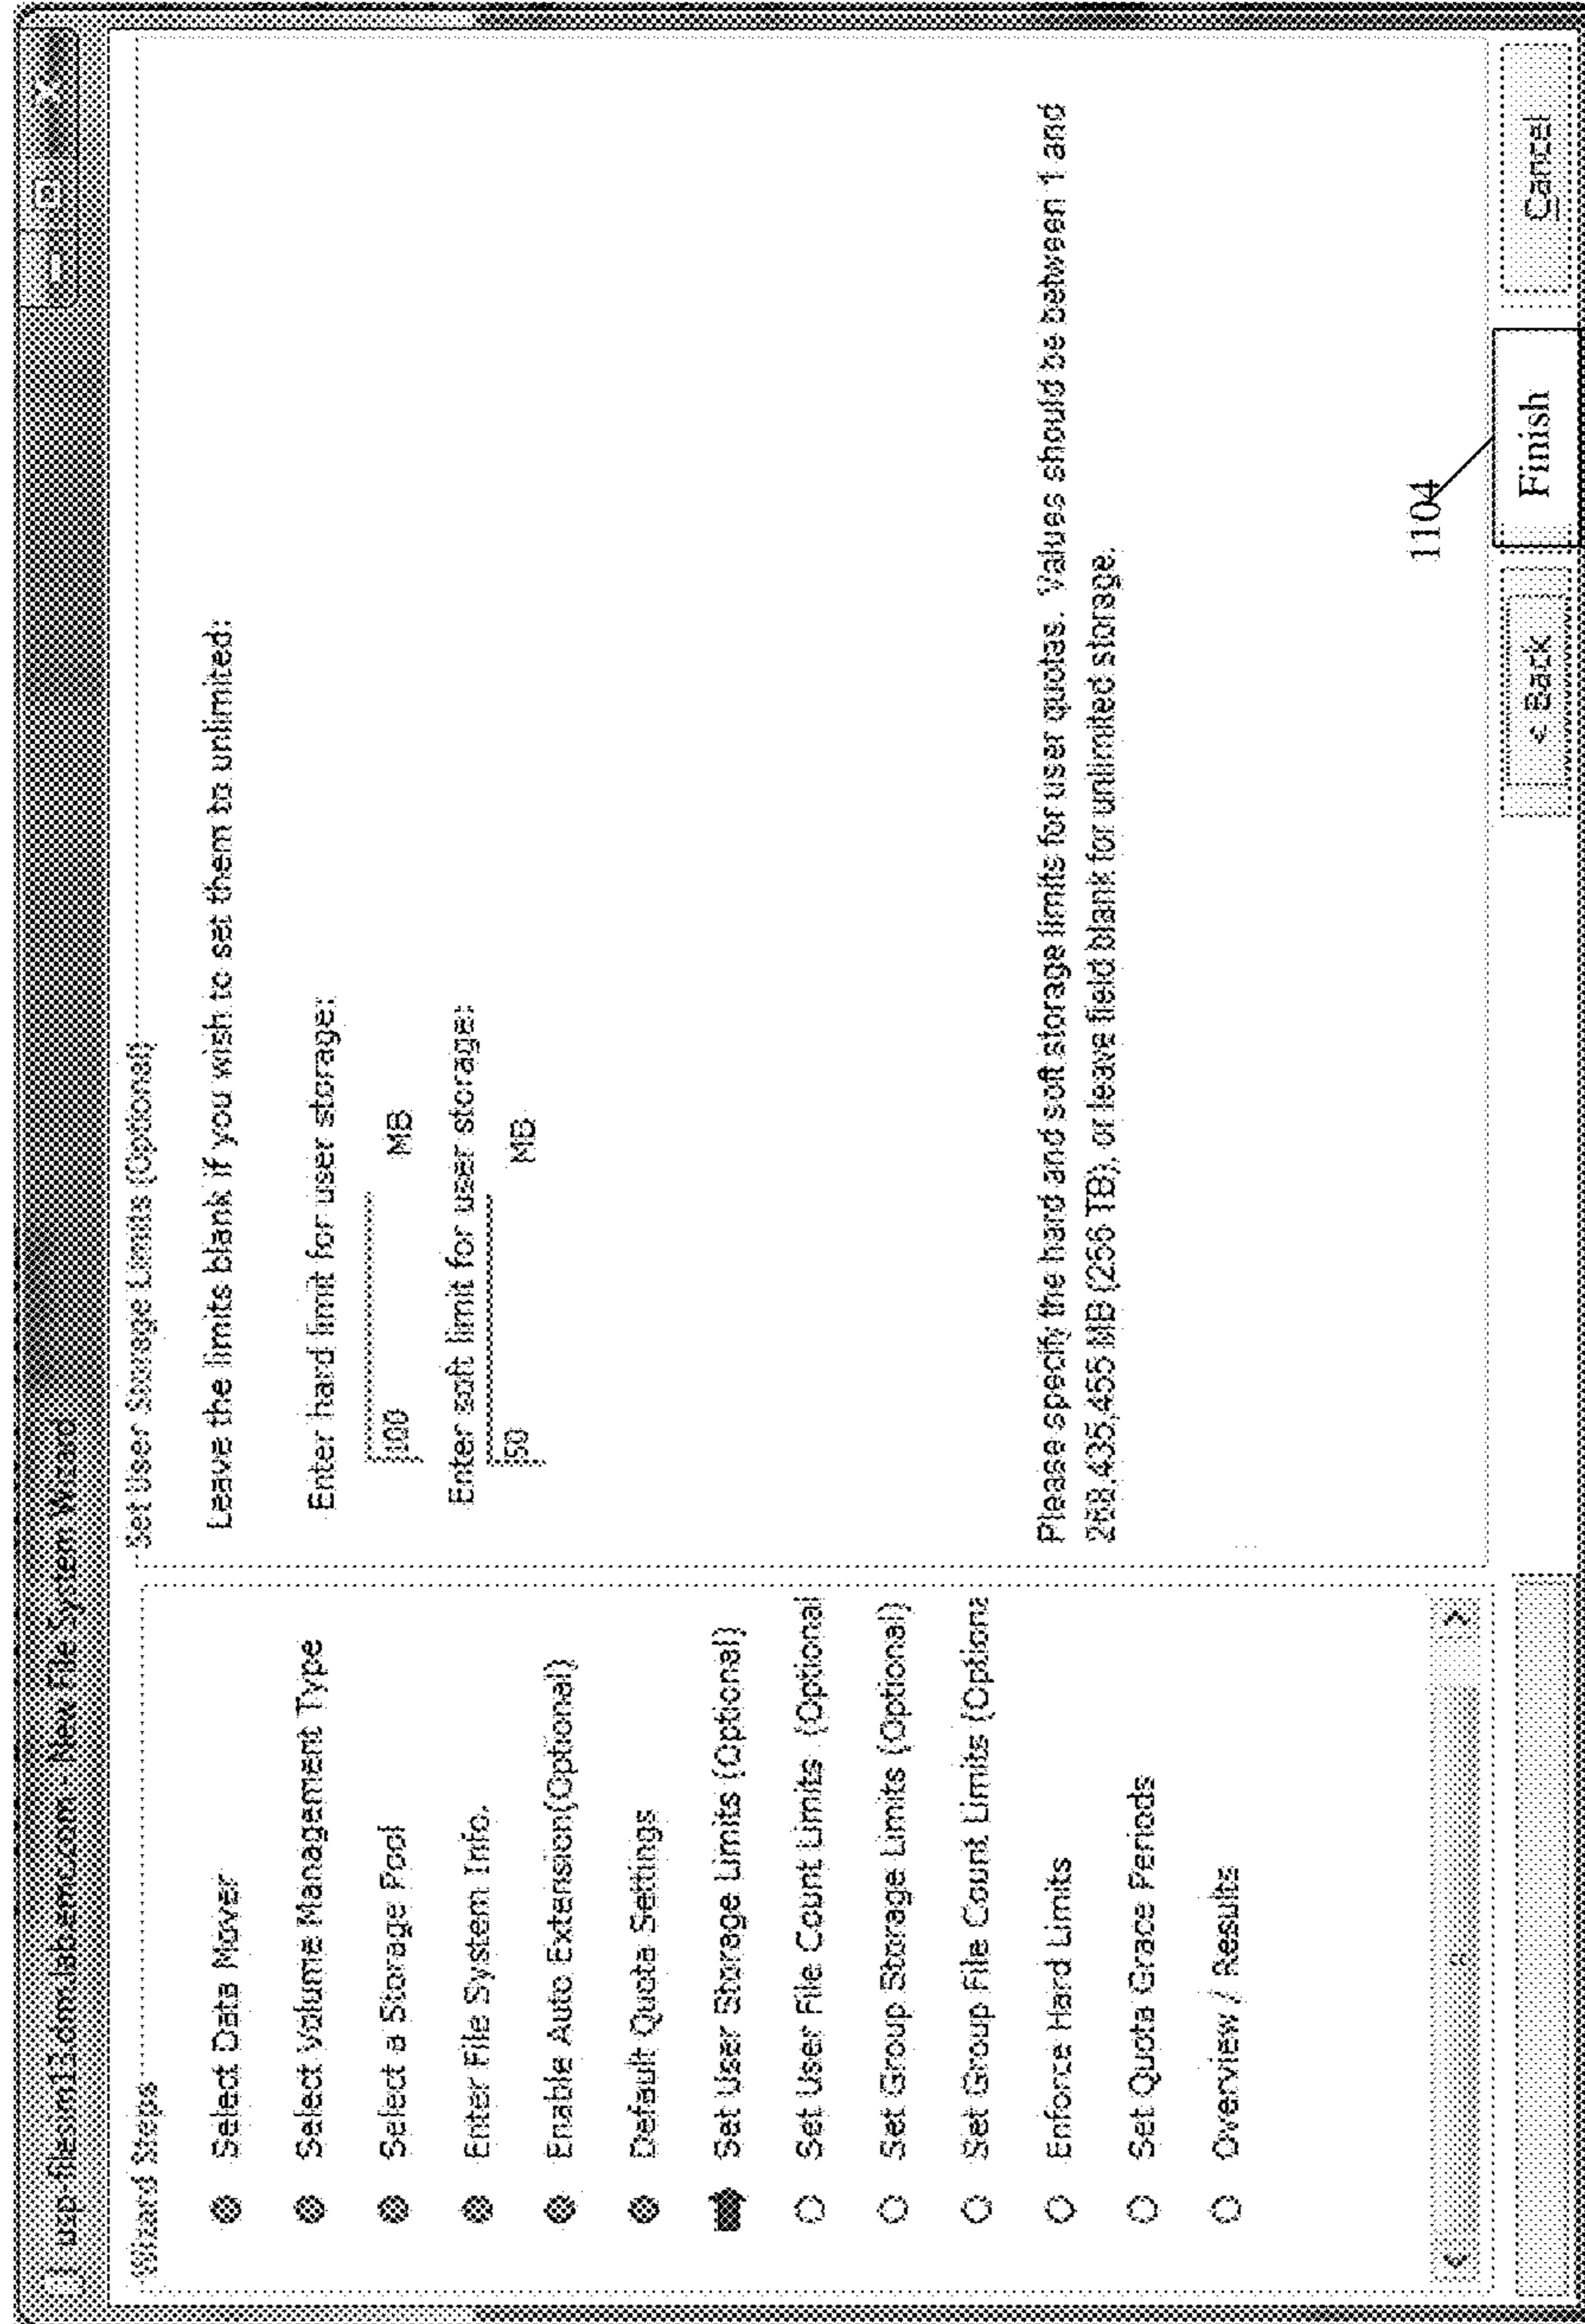 usp-filesim13.drm.lab.emc.com - New File System Wizard
Wizard Steps
Select Data Mover
Select Volume Management Type
Select a Storage Pool
Enter File System Info.
Enable Auto Extension(Optional)
Default Quota Settings
Set User Storage Limits (Optional)
Set User File Count Limits (Optional
Set Group Storage Limits (Optional)
Set Group File Count Limits (Optiona
Enforce Hard Limits
Set Quota Grace Periods
Overview / Results
Set User Storage Limits (Optional)
Leave the limits blank if you wish to set them to unlimited:
Enter hard limit for user storage:
100 MB
Enter soft limit for user storage:
50 MB
Please specify the hard and soft storage limits for user quotas. Values should be between 1 and
268,435,455 MB (256 TB), or leave field blank for unlimited storage.
1104
< Back
Finish
Cancel